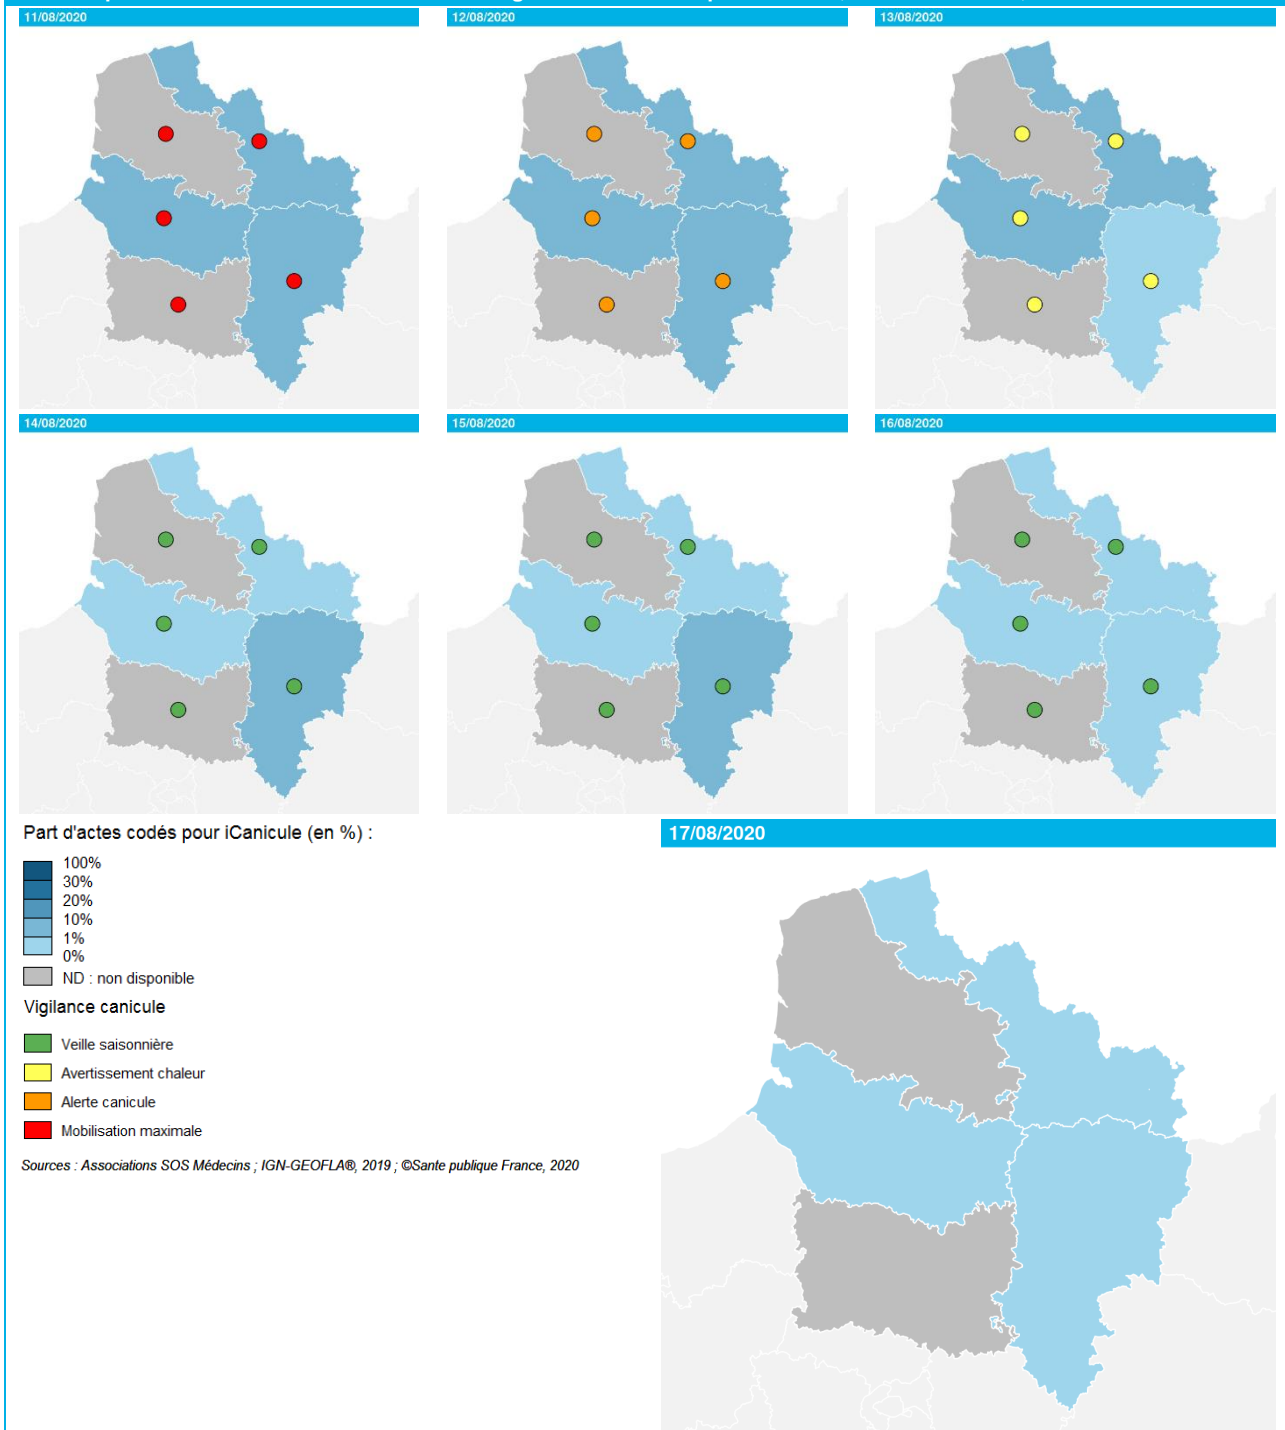 11/08/2020
12/08/2020
13/08/2020
14/08/2020
15/08/2020
16/08/2020
Part d'actes codés pour iCanicule (en %) :
100%
30%
20%
10%
1%
0%
ND : non disponible
Vigilance canicule
Veille saisonnière
Avertissement chaleur
Alerte canicule
Mobilisation maximale
Sources : Associations SOS Médecins ; IGN-GEOFLA®, 2019 ; ©Sante publique France, 2020
17/08/2020